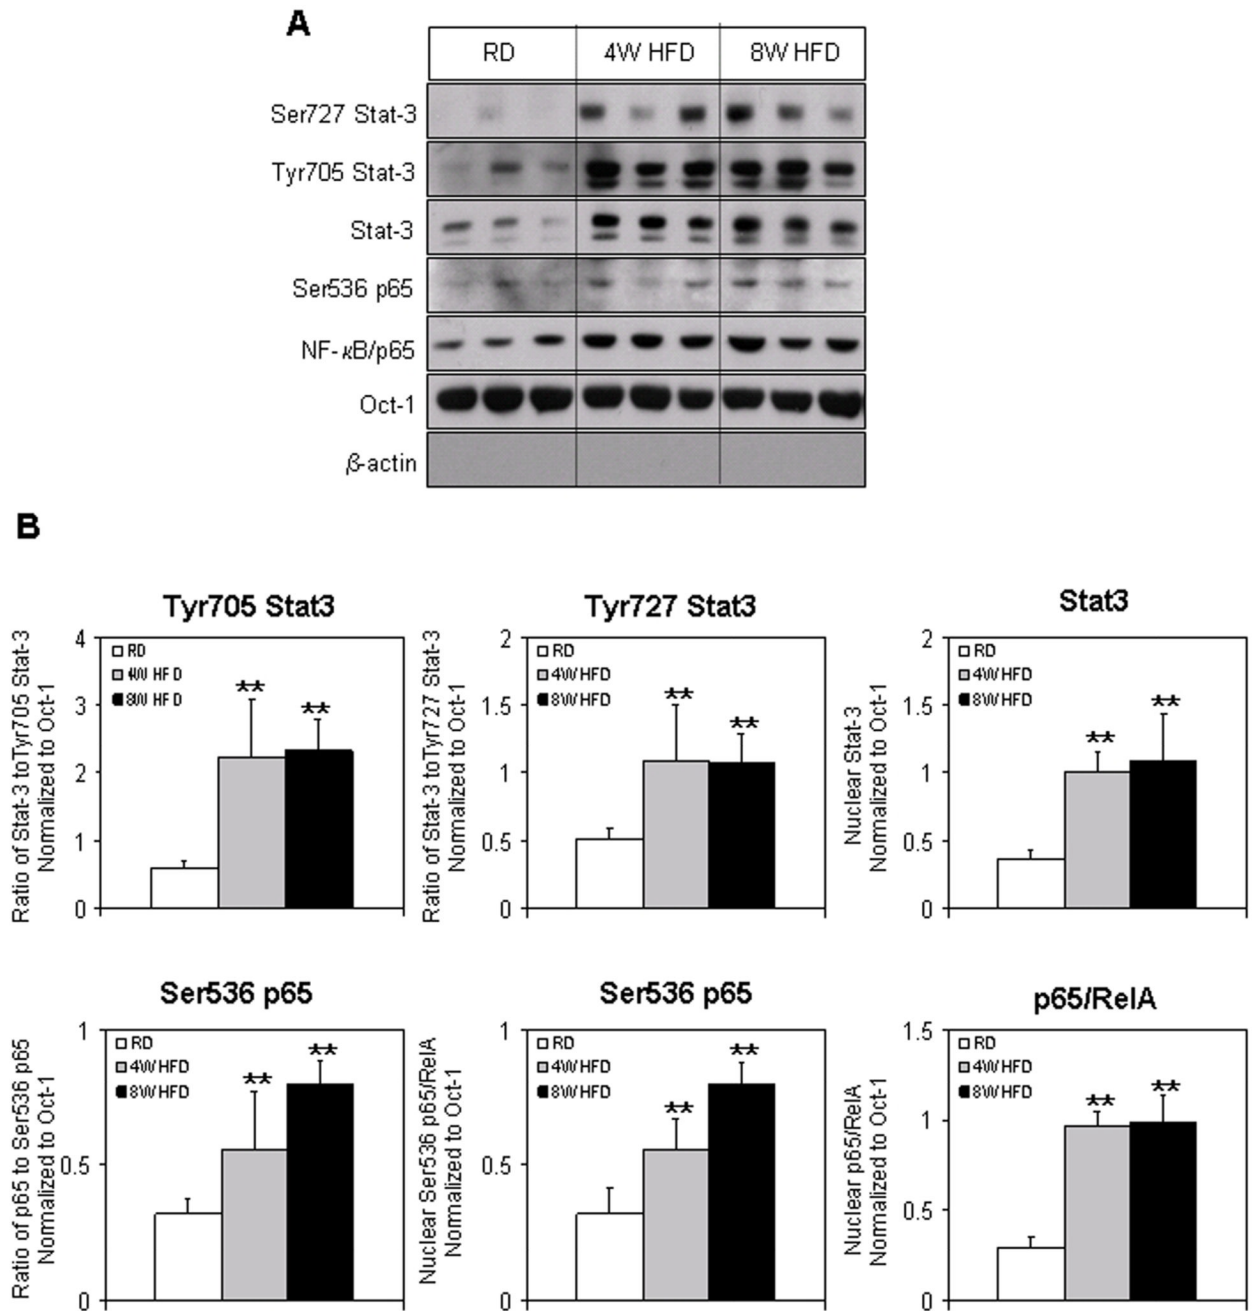 A
RD 4W HFD 8W HFD
Ser727 Stat-3
Tyr705 Stat-3
Stat-3
Ser536 p65
NF-κB/p65
Oct-1
β-actin
B
Tyr705 Stat3
Ratio of Stat-3 toTyr705 Stat-3
Normalized to Oct-1
4
3
2
1
0
RD
4W HFD
8W HFD
**
**
Tyr727 Stat3
Ratio of Stat-3 toTyr727 Stat-3
Normalized to Oct-1
2
1.5
1
0.5
0
RD
4W HFD
8W HFD
**
**
Stat3
Nuclear Stat-3
Normalized to Oct-1
2
1.5
1
0.5
0
RD
4W HFD
8W HFD
**
**
Ser536 p65
Ratio of p65 to Ser536 p65
Normalized to Oct-1
1
0.5
0
RD
4W HFD
8W HFD
**
**
Ser536 p65
Nuclear Ser536 p65/RelA
Normalized to Oct-1
1
0.5
0
RD
4W HFD
8W HFD
**
**
p65/RelA
Nuclear p65/RelA
Normalized to Oct-1
1.5
1
0.5
0
RD
4W HFD
8W HFD
**
**